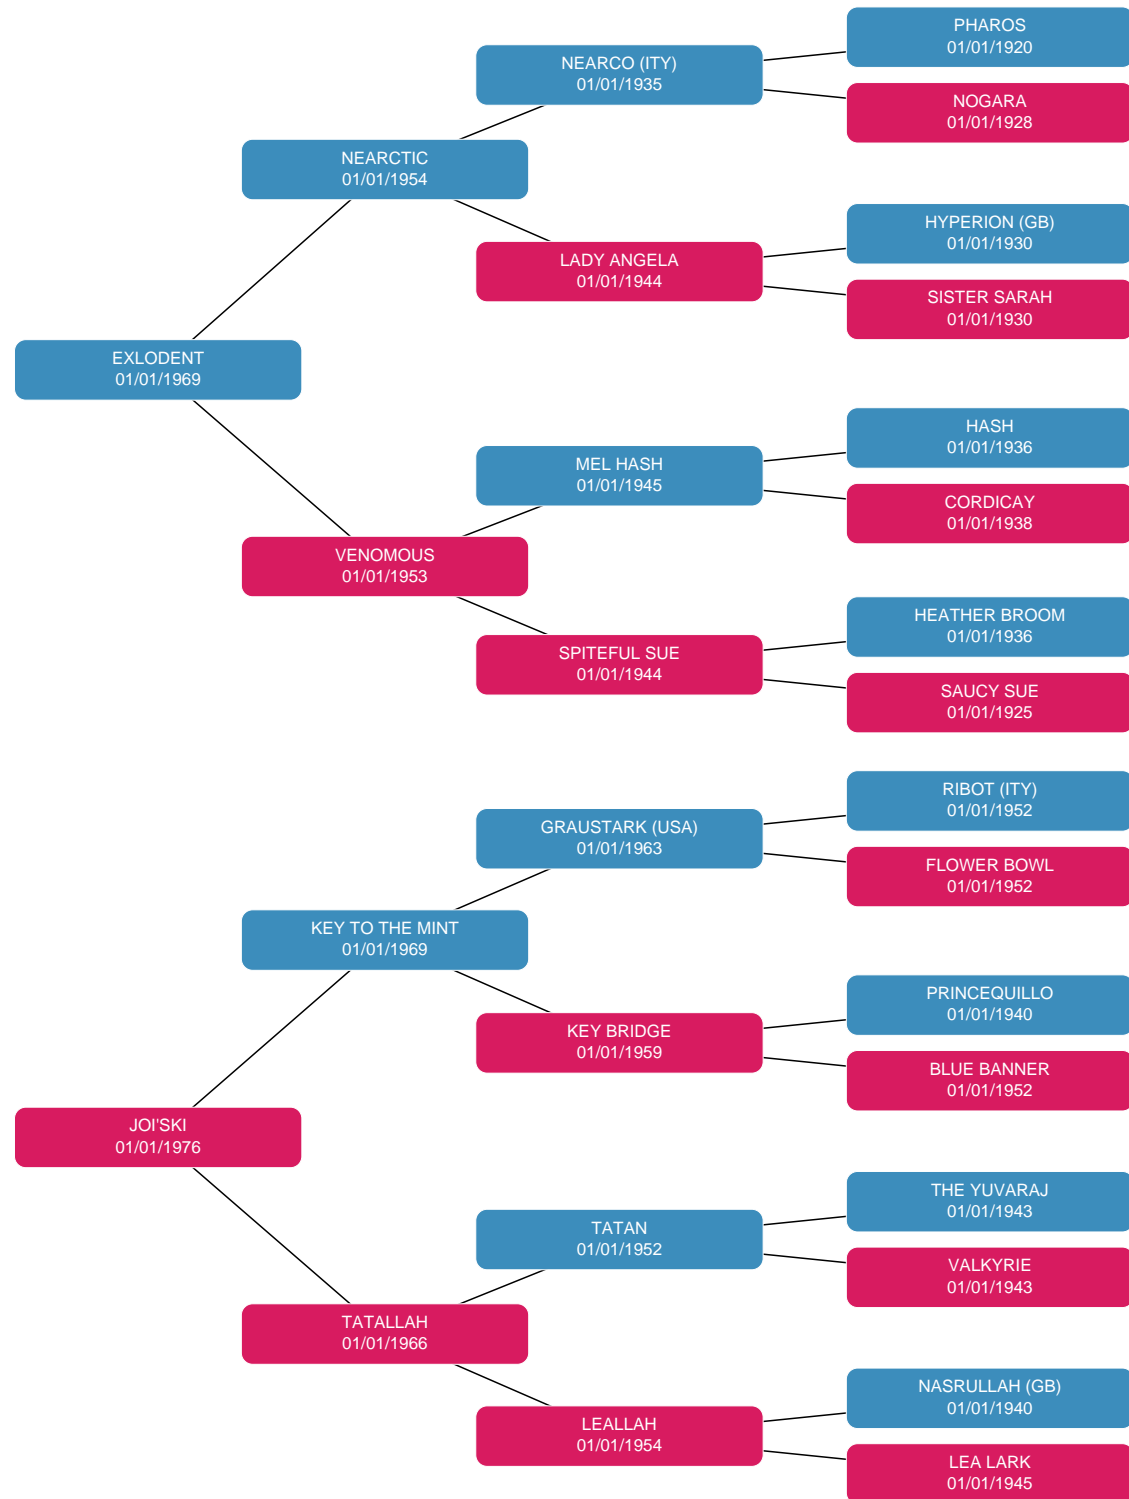 PHAROS
01/01/1920
NEARCO (ITY)
01/01/1935
NOGARA
01/01/1928
NEARCTIC
01/01/1954
HYPERION (GB)
01/01/1930
LADY ANGELA
01/01/1944
SISTER SARAH
01/01/1930
EXLODENT
01/01/1969
HASH
01/01/1936
MEL HASH
01/01/1945
CORDICAY
01/01/1938
VENOMOUS
01/01/1953
HEATHER BROOM
01/01/1936
SPITEFUL SUE
01/01/1944
SAUCY SUE
01/01/1925
RIBOT (ITY)
01/01/1952
GRAUSTARK (USA)
01/01/1963
FLOWER BOWL
01/01/1952
KEY TO THE MINT
01/01/1969
PRINCEQUILLO
01/01/1940
KEY BRIDGE
01/01/1959
BLUE BANNER
01/01/1952
JOI'SKI
01/01/1976
THE YUVARAJ
01/01/1943
TATAN
01/01/1952
VALKYRIE
01/01/1943
TATALLAH
01/01/1966
NASRULLAH (GB)
01/01/1940
LEALLAH
01/01/1954
LEA LARK
01/01/1945